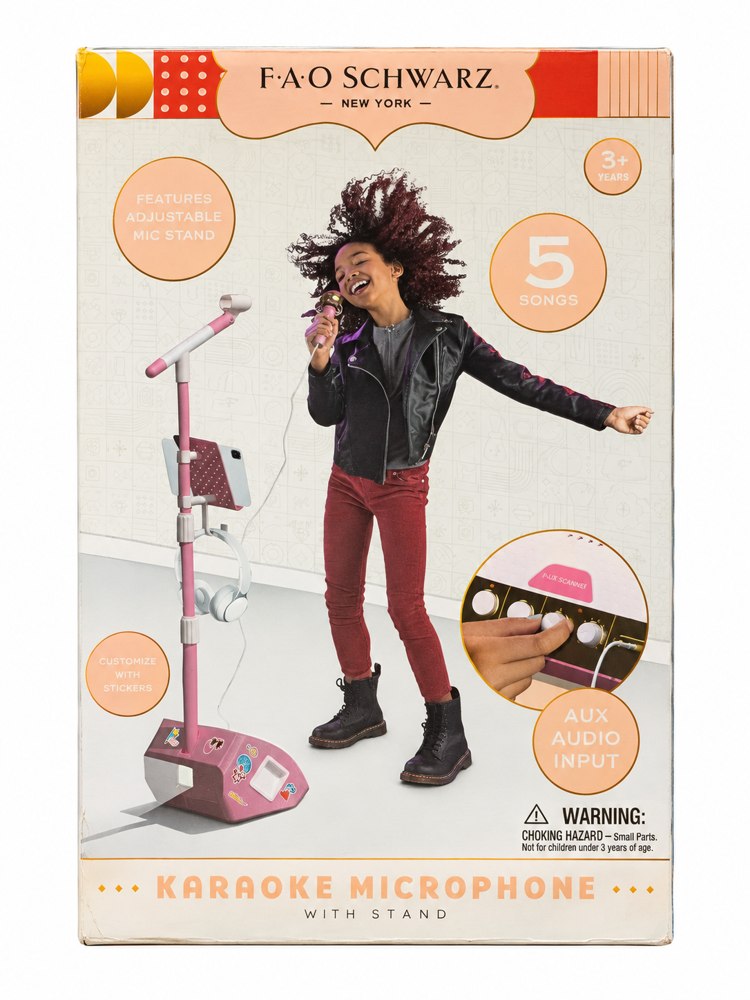 F·A·O SCHWARZ®
— NEW YORK —
3+
YEARS
FEATURES
ADJUSTABLE
MIC STAND
5
SONGS
CUSTOMIZE
WITH
STICKERS
AUX
AUDIO
INPUT
WARNING:
CHOKING HAZARD – Small Parts.
Not for children under 3 years of age.
KARAOKE MICROPHONE
WITH STAND